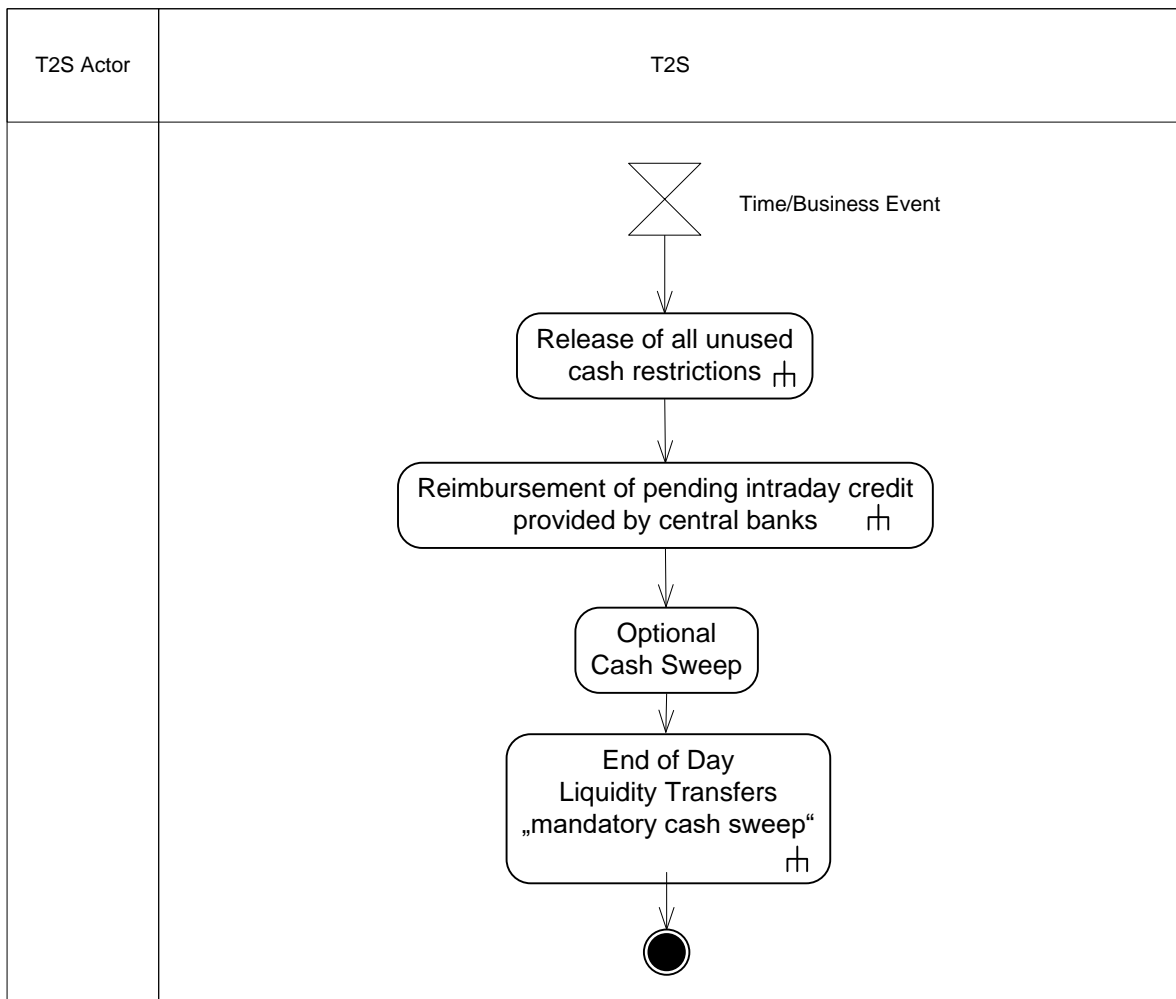 T2S Actor
T2S
Time/Business Event
Release of all unused
cash restrictions
Reimbursement of pending intraday credit
provided by central banks
Optional
Cash Sweep
End of Day
Liquidity Transfers
„mandatory cash sweep“